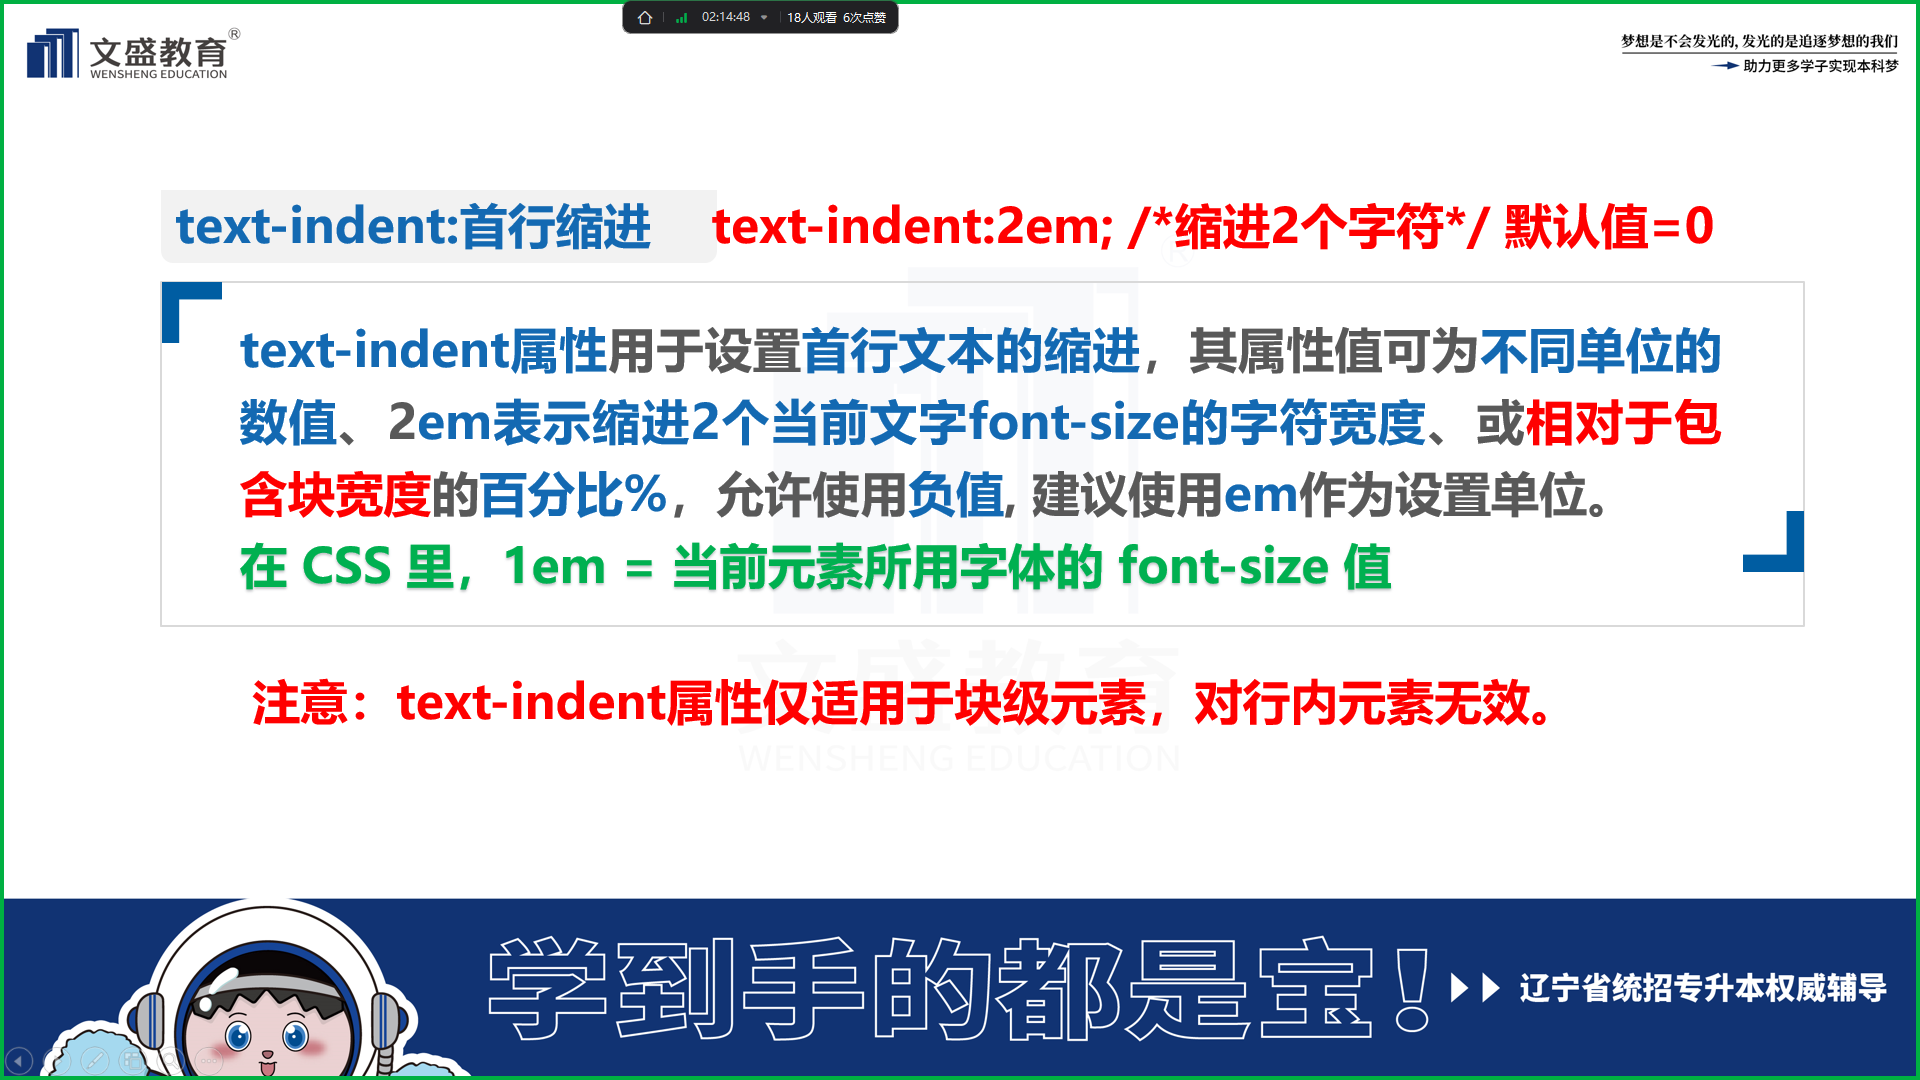 02:14:48 18人观看 6次点赞
文盛教育®
WENSHENG EDUCATION
梦想是不会发光的, 发光的是追逐梦想的我们
助力更多学子实现本科梦
text-indent:首行缩进 text-indent:2em; /*缩进2个字符*/ 默认值=0
text-indent属性用于设置首行文本的缩进，其属性值可为不同单位的
数值、2em表示缩进2个当前文字font-size的字符宽度、或相对于包
含块宽度的百分比%，允许使用负值, 建议使用em作为设置单位。
在 CSS 里，1em = 当前元素所用字体的 font-size 值
注意：text-indent属性仅适用于块级元素，对行内元素无效。
文盛教育®
WENSHENG EDUCATION
学到手的都是宝！
辽宁省统招专升本权威辅导